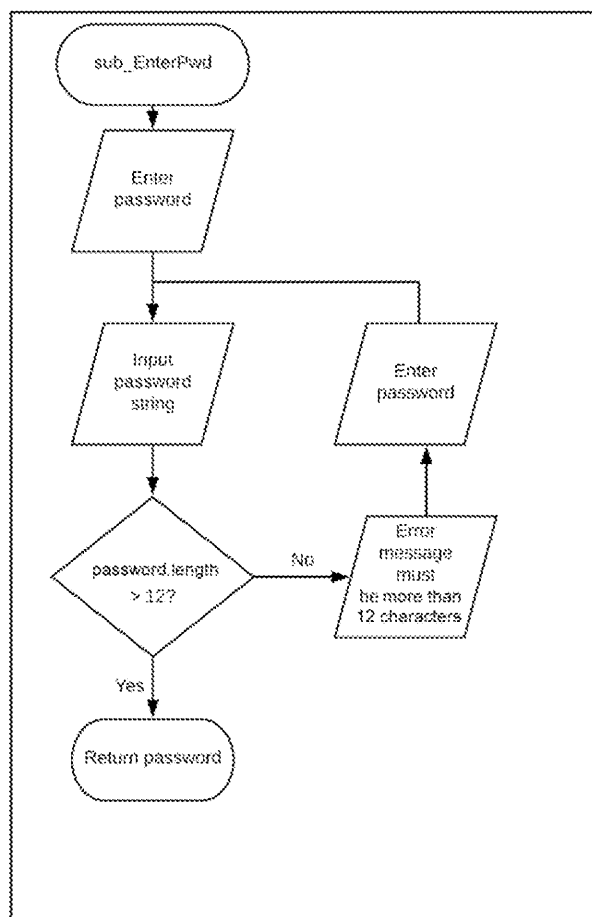 sub_EnterPwd
Enter
password
Input
password
string
Enter
password
password.length
> 12?
No
Error
message
must
be more than
12 characters
Yes
Return password